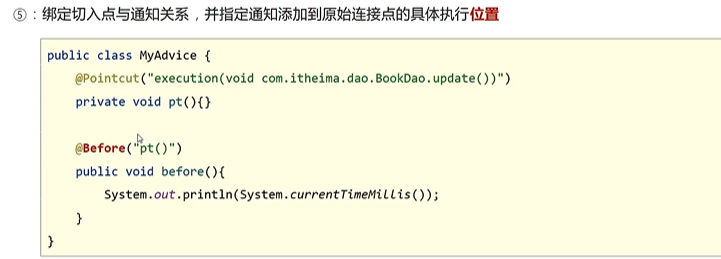 ⑤：绑定切入点与通知关系，并指定通知添加到原始连接点的具体执行位置
public class MyAdvice {
    @Pointcut("execution(void com.itheima.dao.BookDao.update())")
    private void pt(){}
    @Before("pt()")
    public void before(){
        System.out.println(System.currentTimeMillis());
    }
}